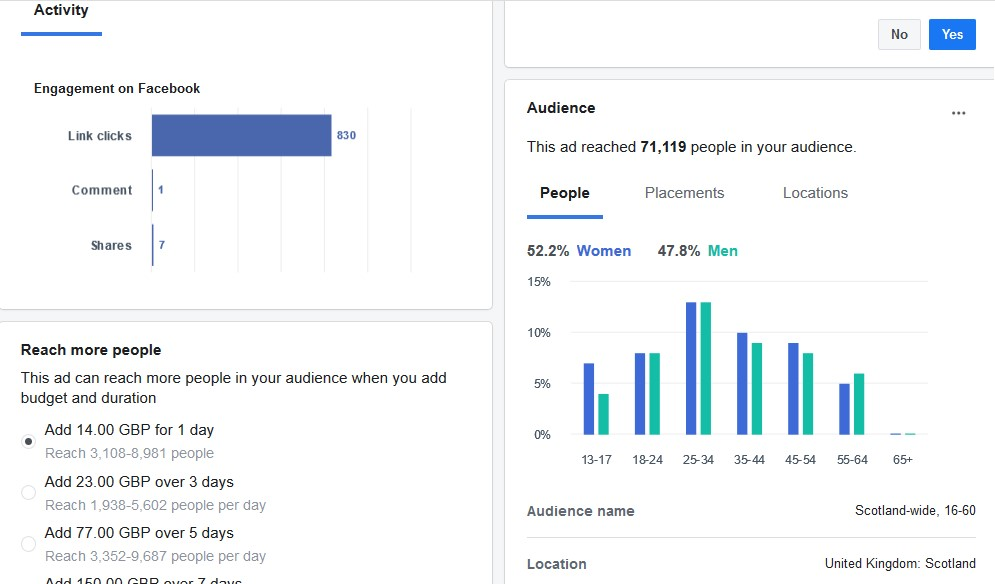 Activity
Engagement on Facebook
Link clicks 830
Comment 1
Shares 7
Reach more people
This ad can reach more people in your audience when you add
budget and duration
Add 14.00 GBP for 1 day
Reach 3,108-8,981 people
Add 23.00 GBP over 3 days
Reach 1,938-5,602 people per day
Add 77.00 GBP over 5 days
Reach 3,352-9,687 people per day
Add 150.00 GBP over 7 days
No Yes
Audience
This ad reached 71,119 people in your audience.
People Placements Locations
52.2% Women 47.8% Men
15%
10%
5%
0%
13-17 18-24 25-34 35-44 45-54 55-64 65+
Audience name Scotland-wide, 16-60
Location United Kingdom: Scotland